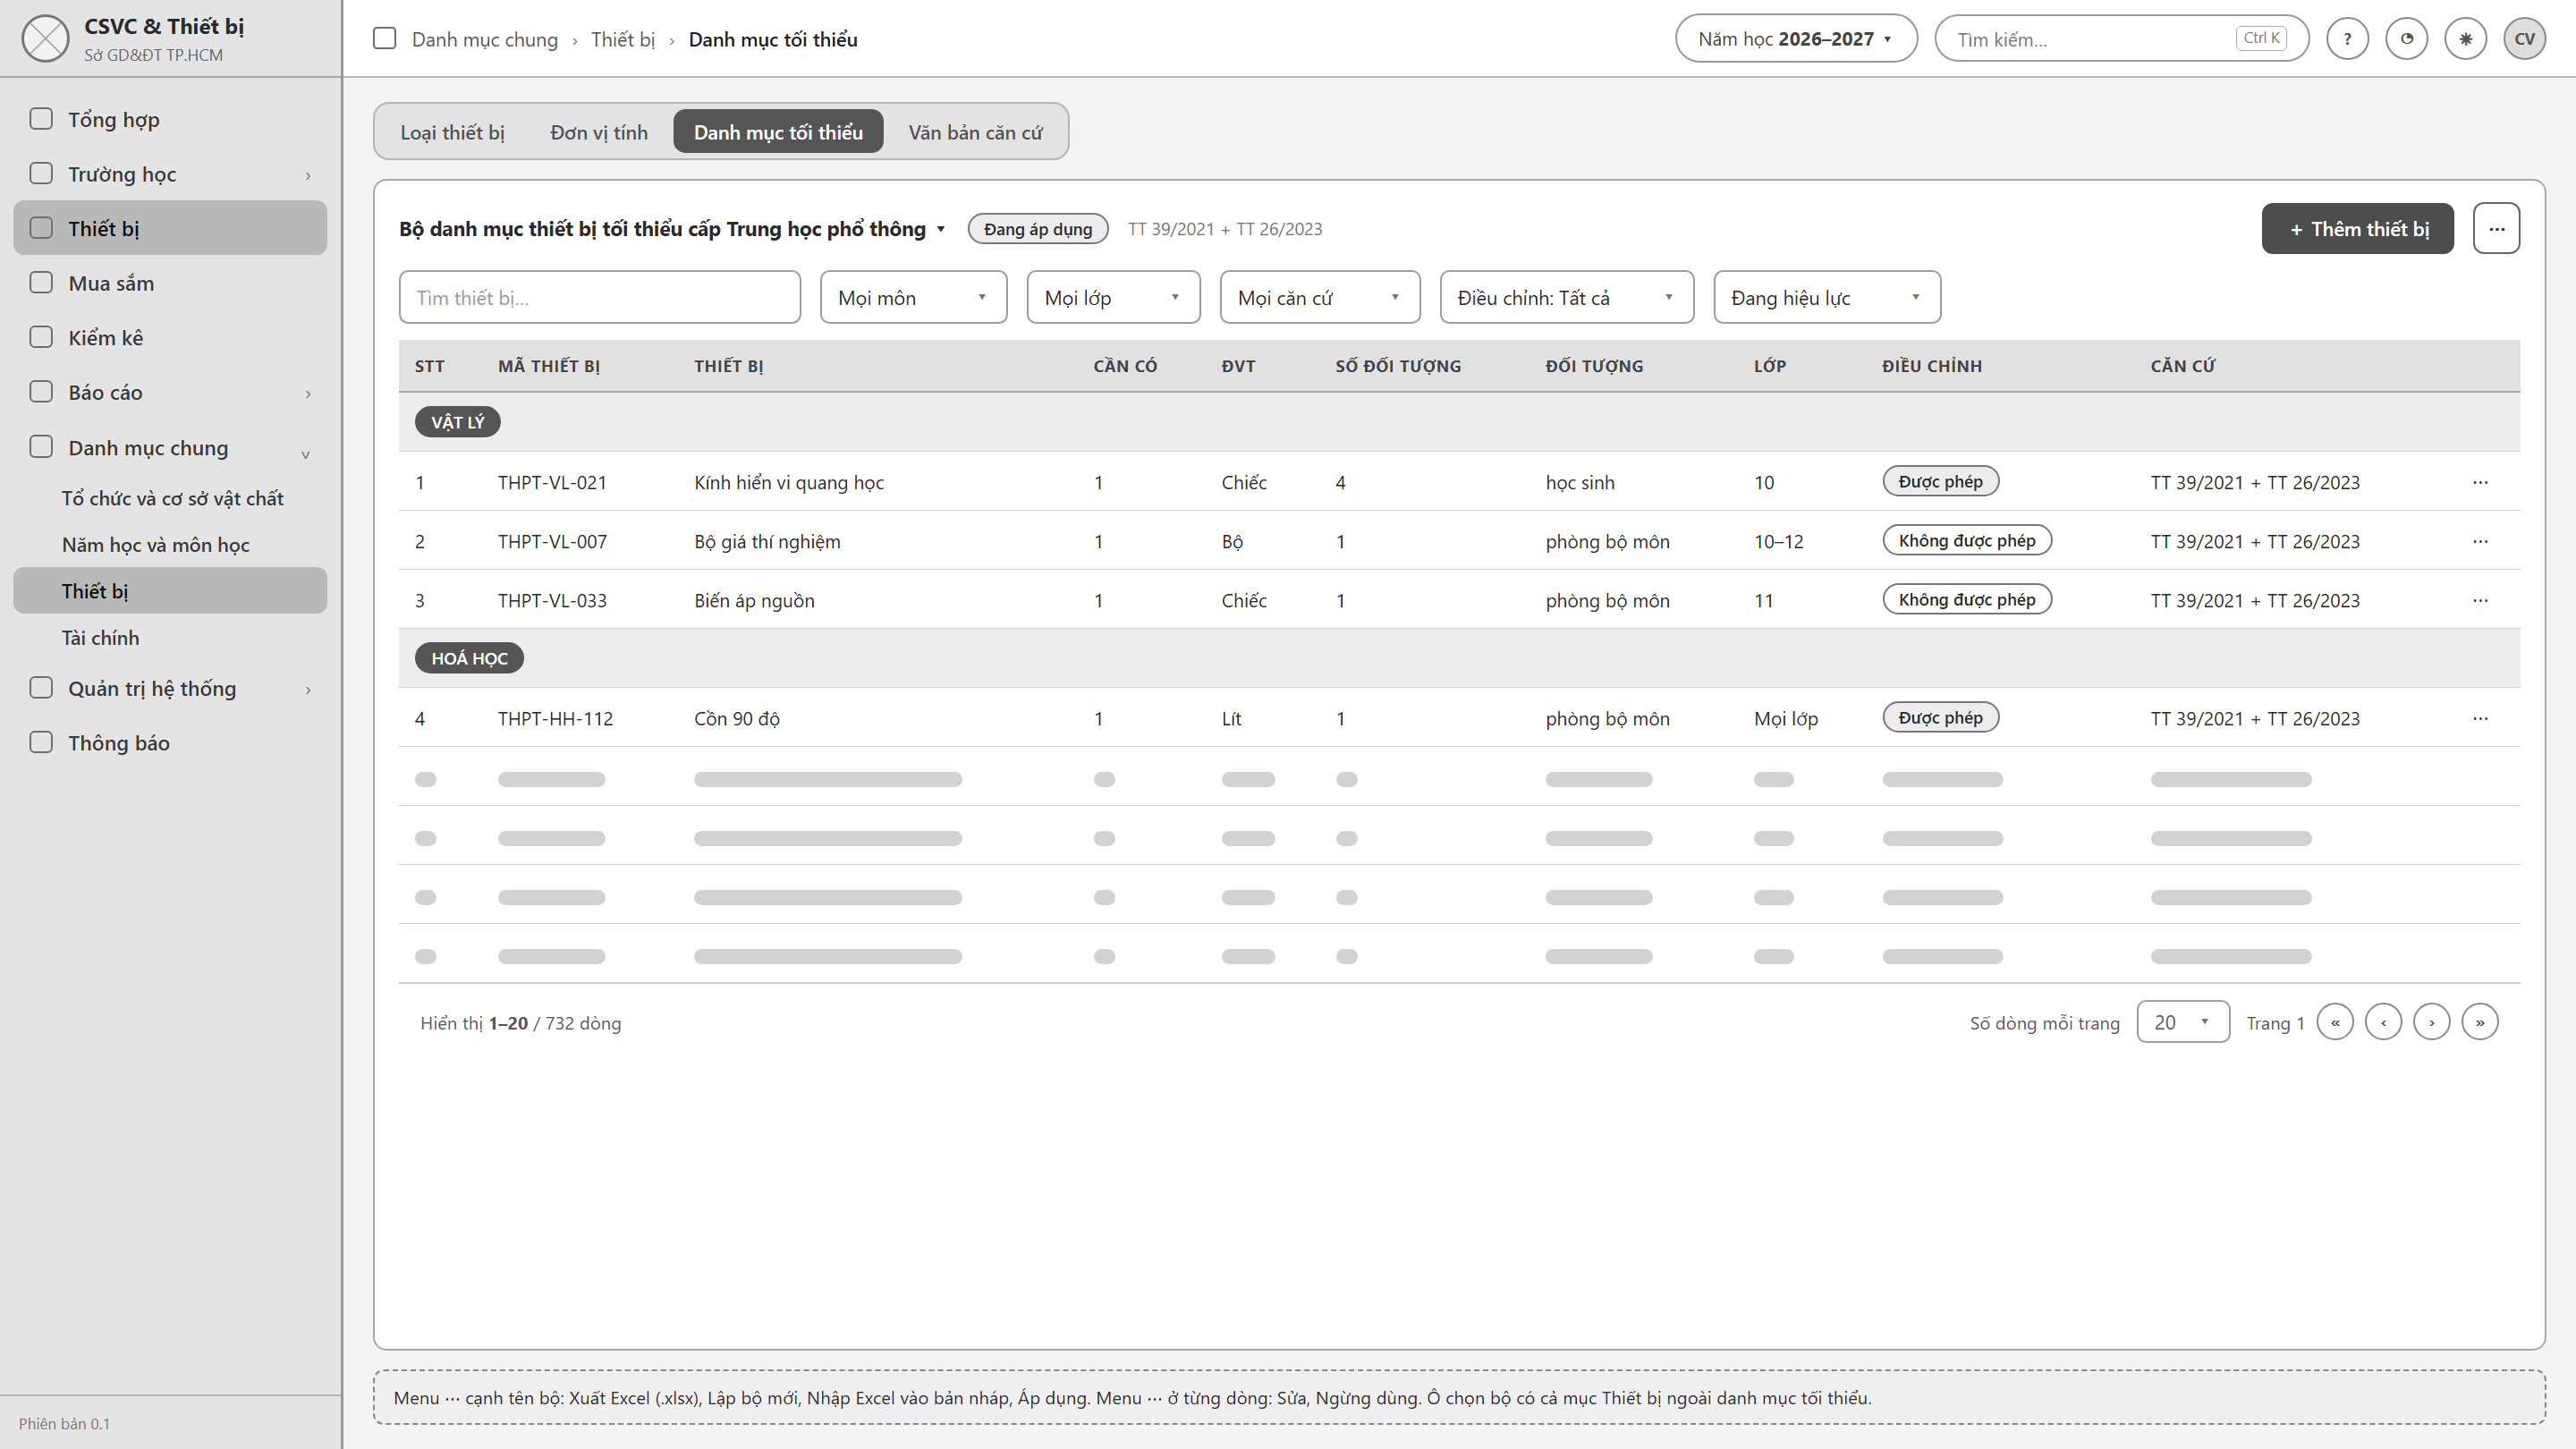 CSVC & Thiết bị
Sở GD&ĐT TP.HCM
Tổng hợp
Trường học ›
Thiết bị
Mua sắm
Kiểm kê
Báo cáo ›
Danh mục chung
Tổ chức và cơ sở vật chất
Năm học và môn học
Thiết bị
Tài chính
Quản trị hệ thống ›
Thông báo
Phiên bản 0.1
Danh mục chung › Thiết bị › Danh mục tối thiểu
Năm học 2026–2027 ▾
Tìm kiếm... Ctrl K
? CV
Loại thiết bị Đơn vị tính Danh mục tối thiểu Văn bản căn cứ
Bộ danh mục thiết bị tối thiểu cấp Trung học phổ thông ▾ Đang áp dụng TT 39/2021 + TT 26/2023
+ Thêm thiết bị ⋯
Tìm thiết bị... Mọi môn ▾ Mọi lớp ▾ Mọi căn cứ ▾ Điều chỉnh: Tất cả ▾ Đang hiệu lực ▾
STT MÃ THIẾT BỊ THIẾT BỊ CẦN CÓ ĐVT SỐ ĐỐI TƯỢNG ĐỐI TƯỢNG LỚP ĐIỀU CHỈNH CĂN CỨ
VẬT LÝ
1 THPT-VL-021 Kính hiển vi quang học 1 Chiếc 4 học sinh 10 Được phép TT 39/2021 + TT 26/2023 ⋯
2 THPT-VL-007 Bộ giá thí nghiệm 1 Bộ 1 phòng bộ môn 10–12 Không được phép TT 39/2021 + TT 26/2023 ⋯
3 THPT-VL-033 Biến áp nguồn 1 Chiếc 1 phòng bộ môn 11 Không được phép TT 39/2021 + TT 26/2023 ⋯
HOÁ HỌC
4 THPT-HH-112 Cồn 90 độ 1 Lít 1 phòng bộ môn Mọi lớp Được phép TT 39/2021 + TT 26/2023 ⋯
Hiển thị 1–20 / 732 dòng
Số dòng mỗi trang 20 ▾ Trang 1 « ‹ › »
Menu ⋯ cạnh tên bộ: Xuất Excel (.xlsx), Lập bộ mới, Nhập Excel vào bản nháp, Áp dụng. Menu ⋯ ở từng dòng: Sửa, Ngừng dùng. Ô chọn bộ có cả mục Thiết bị ngoài danh mục tối thiểu.